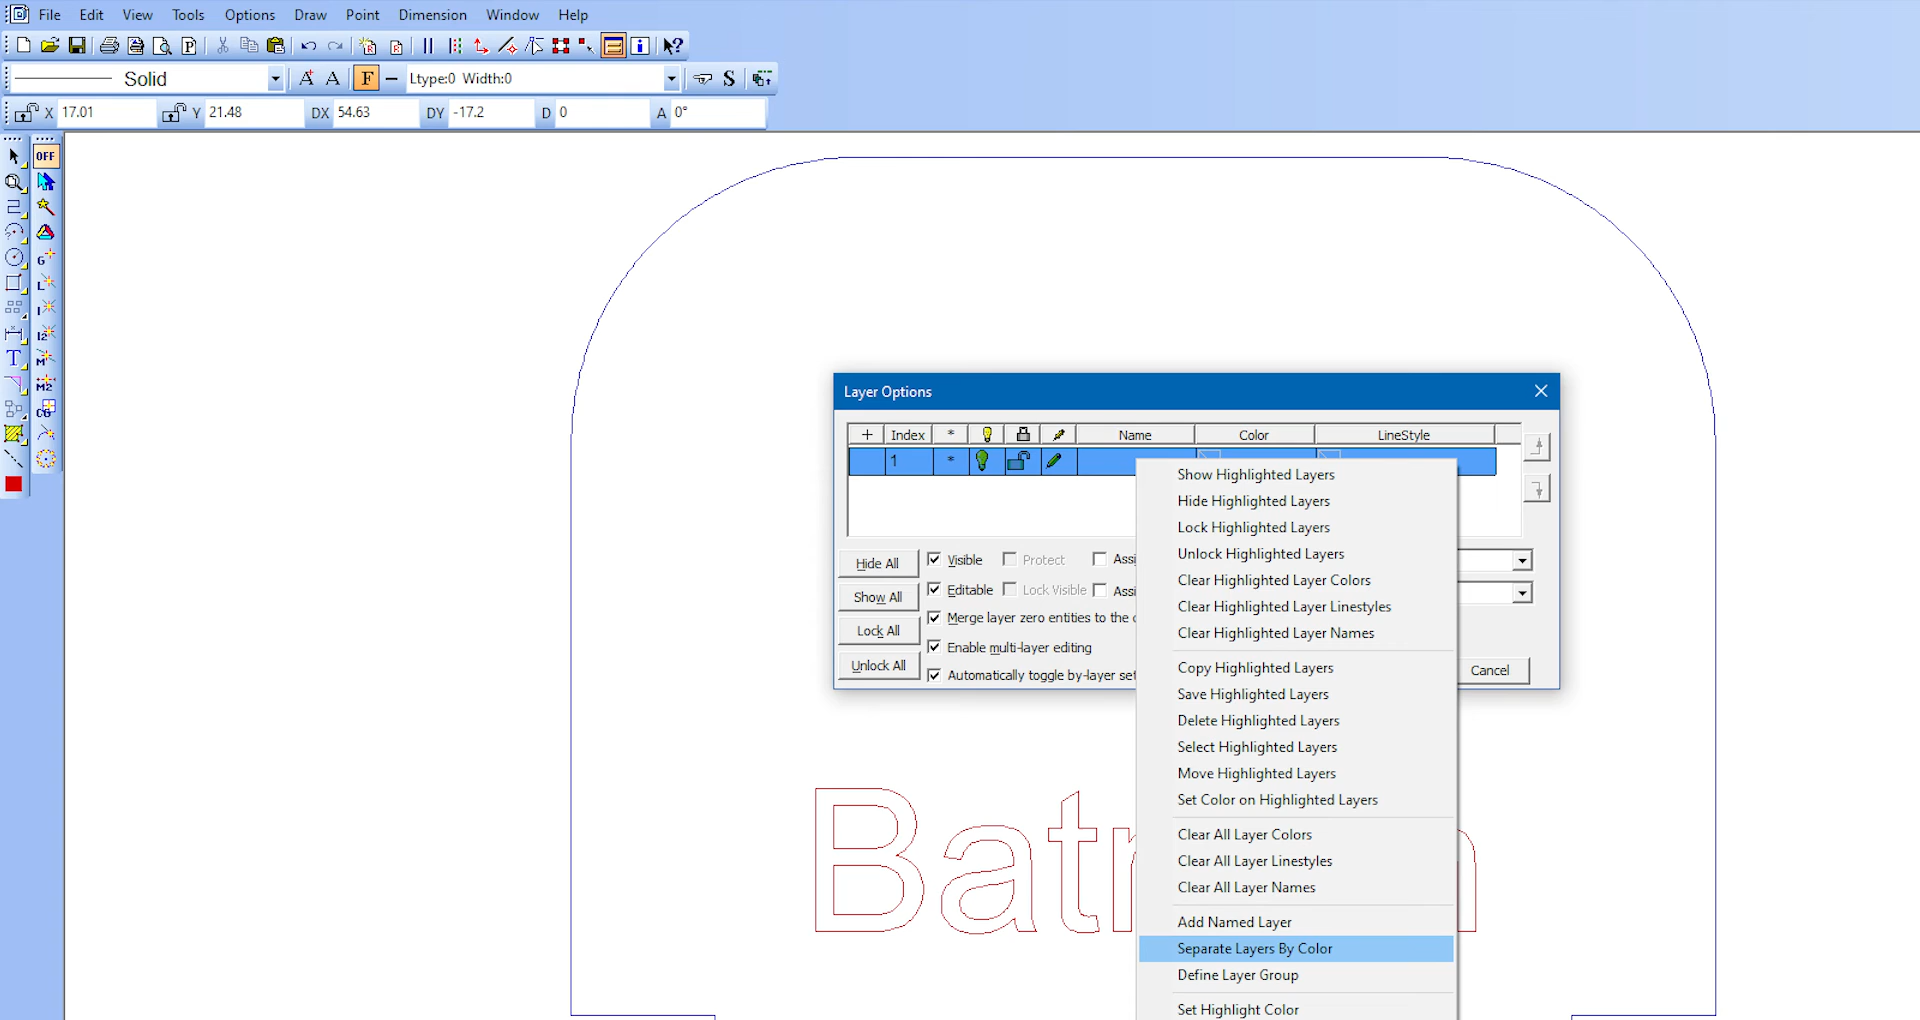 File Edit View Tools Options Draw Point Dimension Window Help
Solid A A F Ltype:0 Width:0 S
X 17.01 Y 21.48 DX 54.63 DY -17.2 D 0 A 0°
OFF
G
L
I
I2
T M
M2
CG
Layer Options
+ Index * Name Color LineStyle
1 *
Show Highlighted Layers
Hide Highlighted Layers
Lock Highlighted Layers
Unlock Highlighted Layers
Clear Highlighted Layer Colors
Clear Highlighted Layer Linestyles
Clear Highlighted Layer Names
Copy Highlighted Layers
Save Highlighted Layers
Delete Highlighted Layers
Select Highlighted Layers
Move Highlighted Layers
Set Color on Highlighted Layers
Clear All Layer Colors
Clear All Layer Linestyles
Clear All Layer Names
Add Named Layer
Separate Layers By Color
Define Layer Group
Set Highlight Color
Hide All Visible Protect Assi
Show All Editable Lock Visible Assi
Lock All Merge layer zero entities to the
Enable multi-layer editing
Unlock All Automatically toggle by-layer set
Cancel
Bat